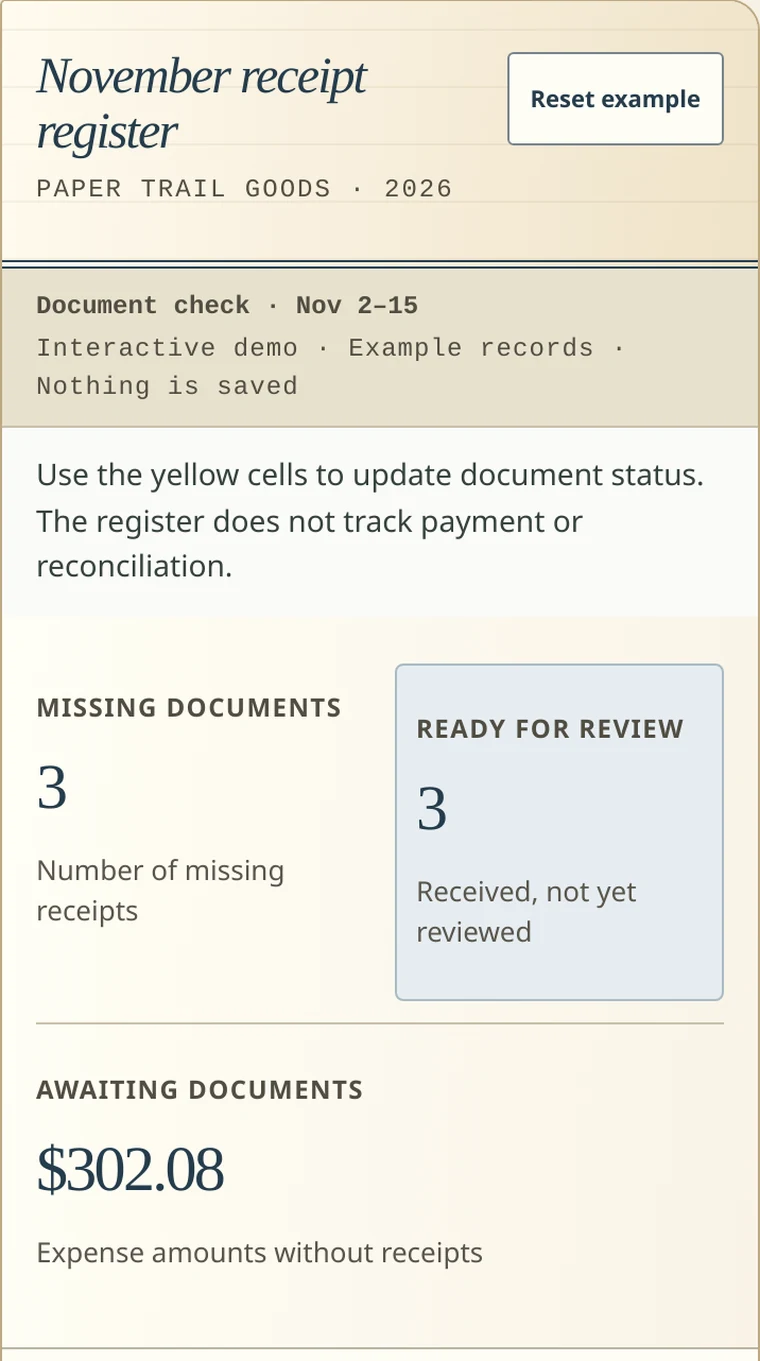 November receipt
register
Reset example
PAPER TRAIL GOODS · 2026
Document check · Nov 2–15
Interactive demo · Example records ·
Nothing is saved
Use the yellow cells to update document status.
The register does not track payment or
reconciliation.
MISSING DOCUMENTS
3
Number of missing
receipts
READY FOR REVIEW
3
Received, not yet
reviewed
AWAITING DOCUMENTS
$302.08
Expense amounts without receipts